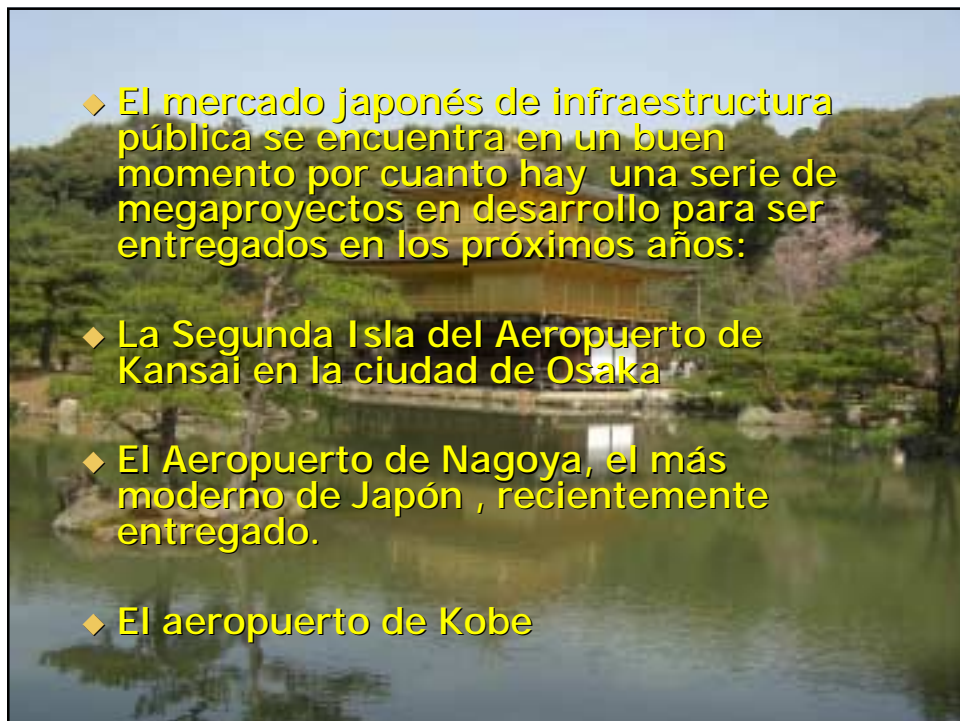 El mercado japonés de infraestructura
pública se encuentra en un buen
momento por cuanto hay una serie de
megaproyectos en desarrollo para ser
entregados en los próximos años:
La Segunda Isla del Aeropuerto de
Kansai en la ciudad de Osaka
El Aeropuerto de Nagoya, el más
moderno de Japón , recientemente
entregado.
El aeropuerto de Kobe